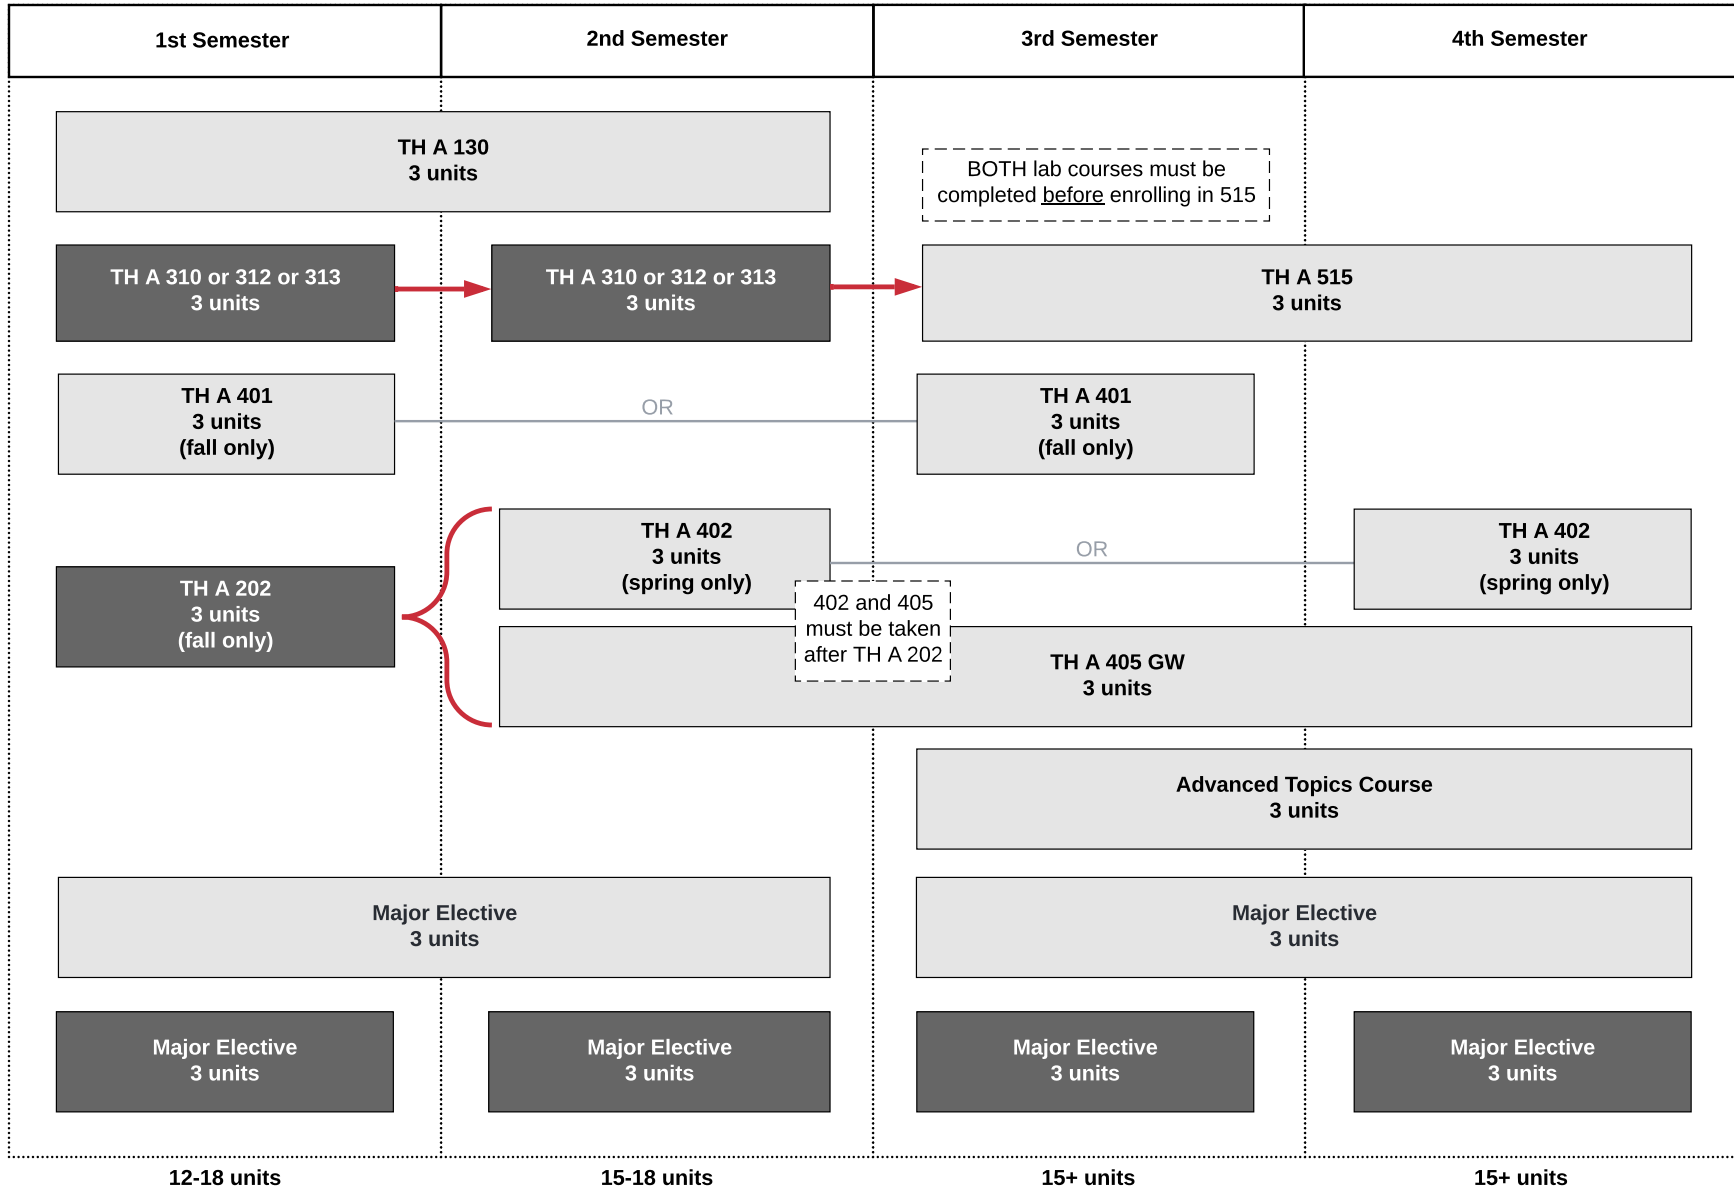 1st Semester
2nd Semester
3rd Semester
4th Semester
TH A 130
3 units
BOTH lab courses must be
completed before enrolling in 515
TH A 310 or 312 or 313
3 units
TH A 310 or 312 or 313
3 units
TH A 515
3 units
TH A 401
3 units
(fall only)
OR
TH A 401
3 units
(fall only)
TH A 202
3 units
(fall only)
TH A 402
3 units
(spring only)
OR
TH A 402
3 units
(spring only)
402 and 405
must be taken
after TH A 202
TH A 405 GW
3 units
Advanced Topics Course
3 units
Major Elective
3 units
Major Elective
3 units
Major Elective
3 units
Major Elective
3 units
Major Elective
3 units
Major Elective
3 units
12-18 units
15-18 units
15+ units
15+ units